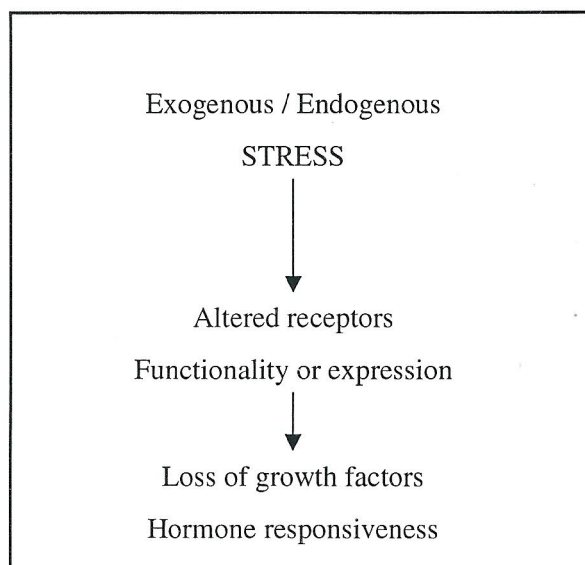 Exogenous / Endogenous
STRESS
Altered receptors
Functionality or expression
Loss of growth factors
Hormone responsiveness